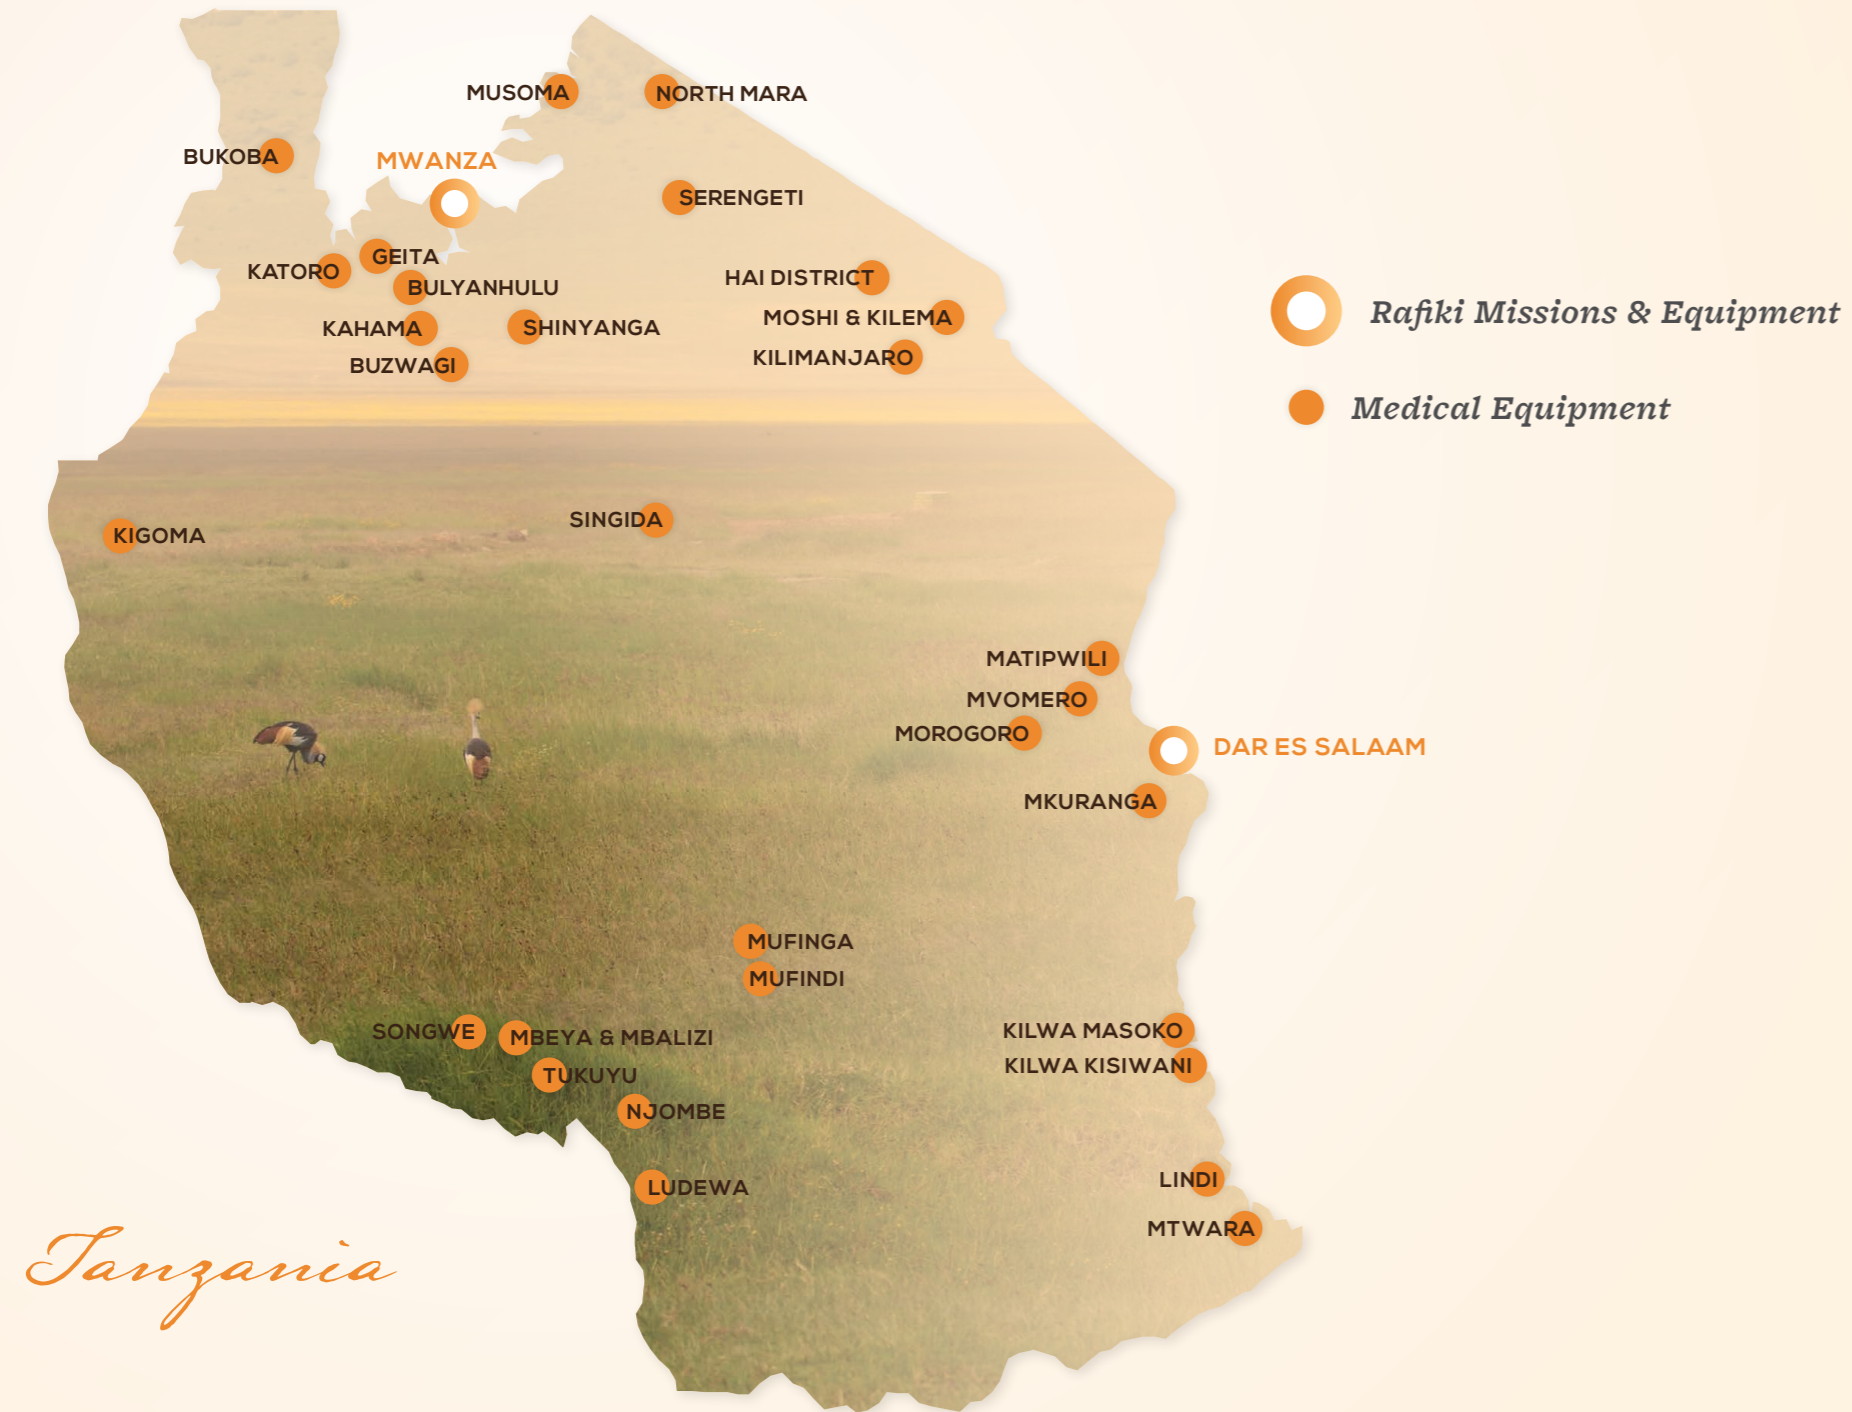 MUSOMA
NORTH MARA
BUKOBA
MWANZA
SERENGETI
GEITA
KATORO
BULYANHULU
HAI DISTRICT
MOSHI & KILEMA
KAHAMA
SHINYANGA
BUZWAGI
KILIMANJARO
Rafiki Missions & Equipment
Medical Equipment
KIGOMA
SINGIDA
MATIPWILI
MVOMERO
MOROGORO
DAR ES SALAAM
MKURANGA
MUFINGA
MUFINDI
SONGWE
MBEYA & MBALIZI
TUKUYU
NJOMBE
KILWA MASOKO
KILWA KISIWANI
LUDEWA
LINDI
MTWARA
Tanzania